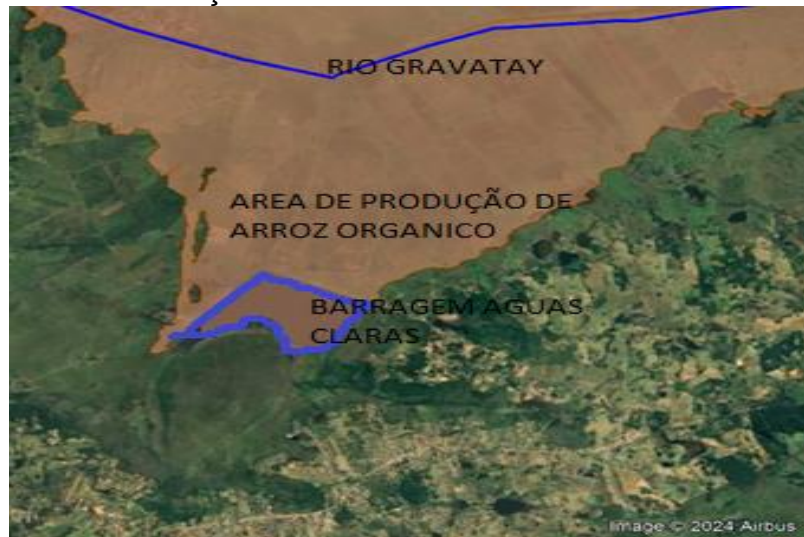 RIO GRAVATAY
AREA DE PRODUÇÃO DE
ARROZ ORGANICO
BARRAGEM AGUAS
CLARAS
Image © 2024 Airbus